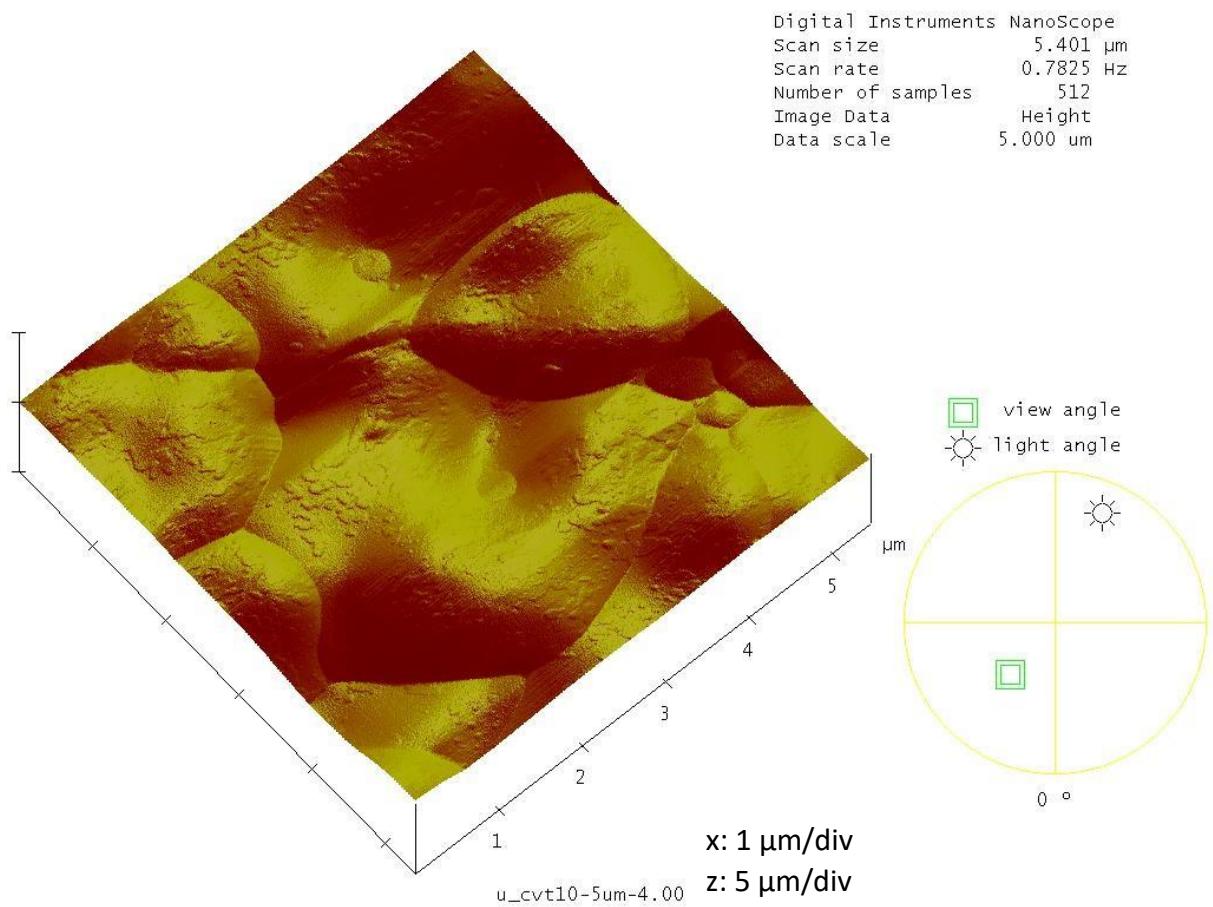 Digital Instruments NanoScope
Scan size 5.401 µm
Scan rate 0.7825 Hz
Number of samples 512
Image Data Height
Data scale 5.000 um
view angle
light angle
µm
5
4
3
2
1
0 º
x: 1 µm/div
z: 5 µm/div
u_cvt10-5um-4.00